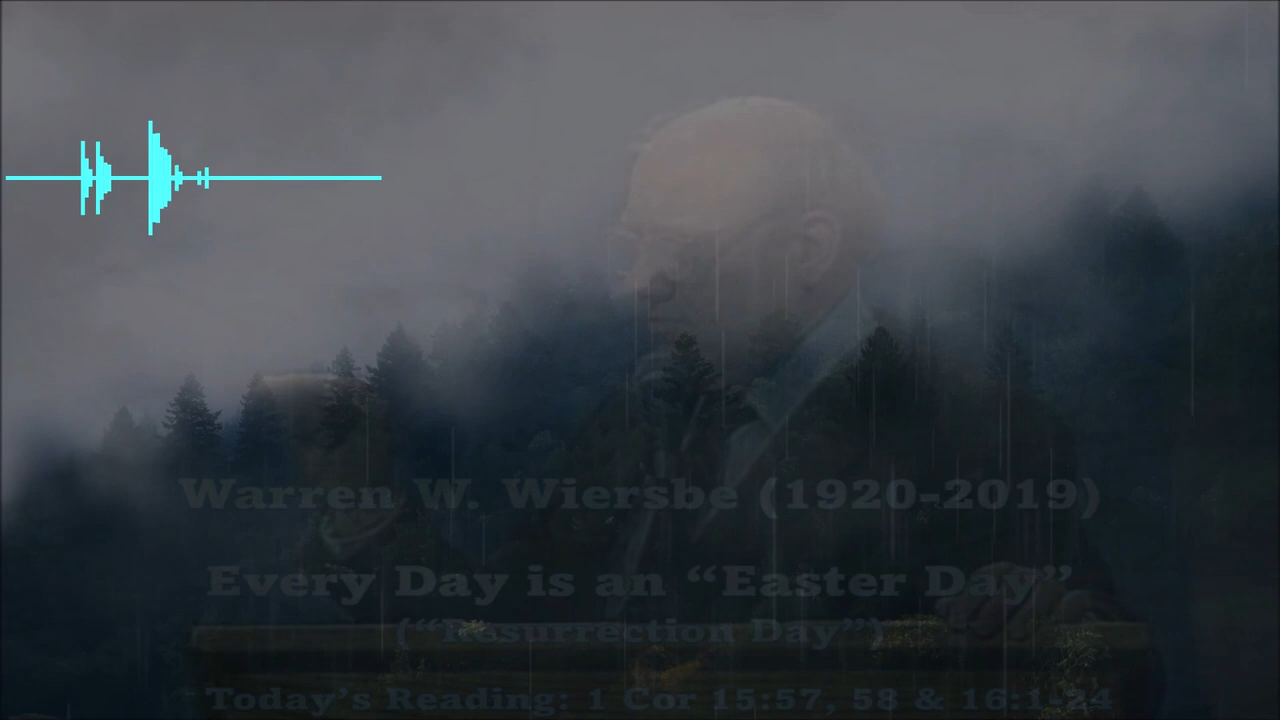 Warren W. Wiersbe (1920-2019)
Every Day is an “Easter Day”
(“Resurrection Day”)
Today’s Reading: 1 Cor 15:57, 58 & 16:1-24